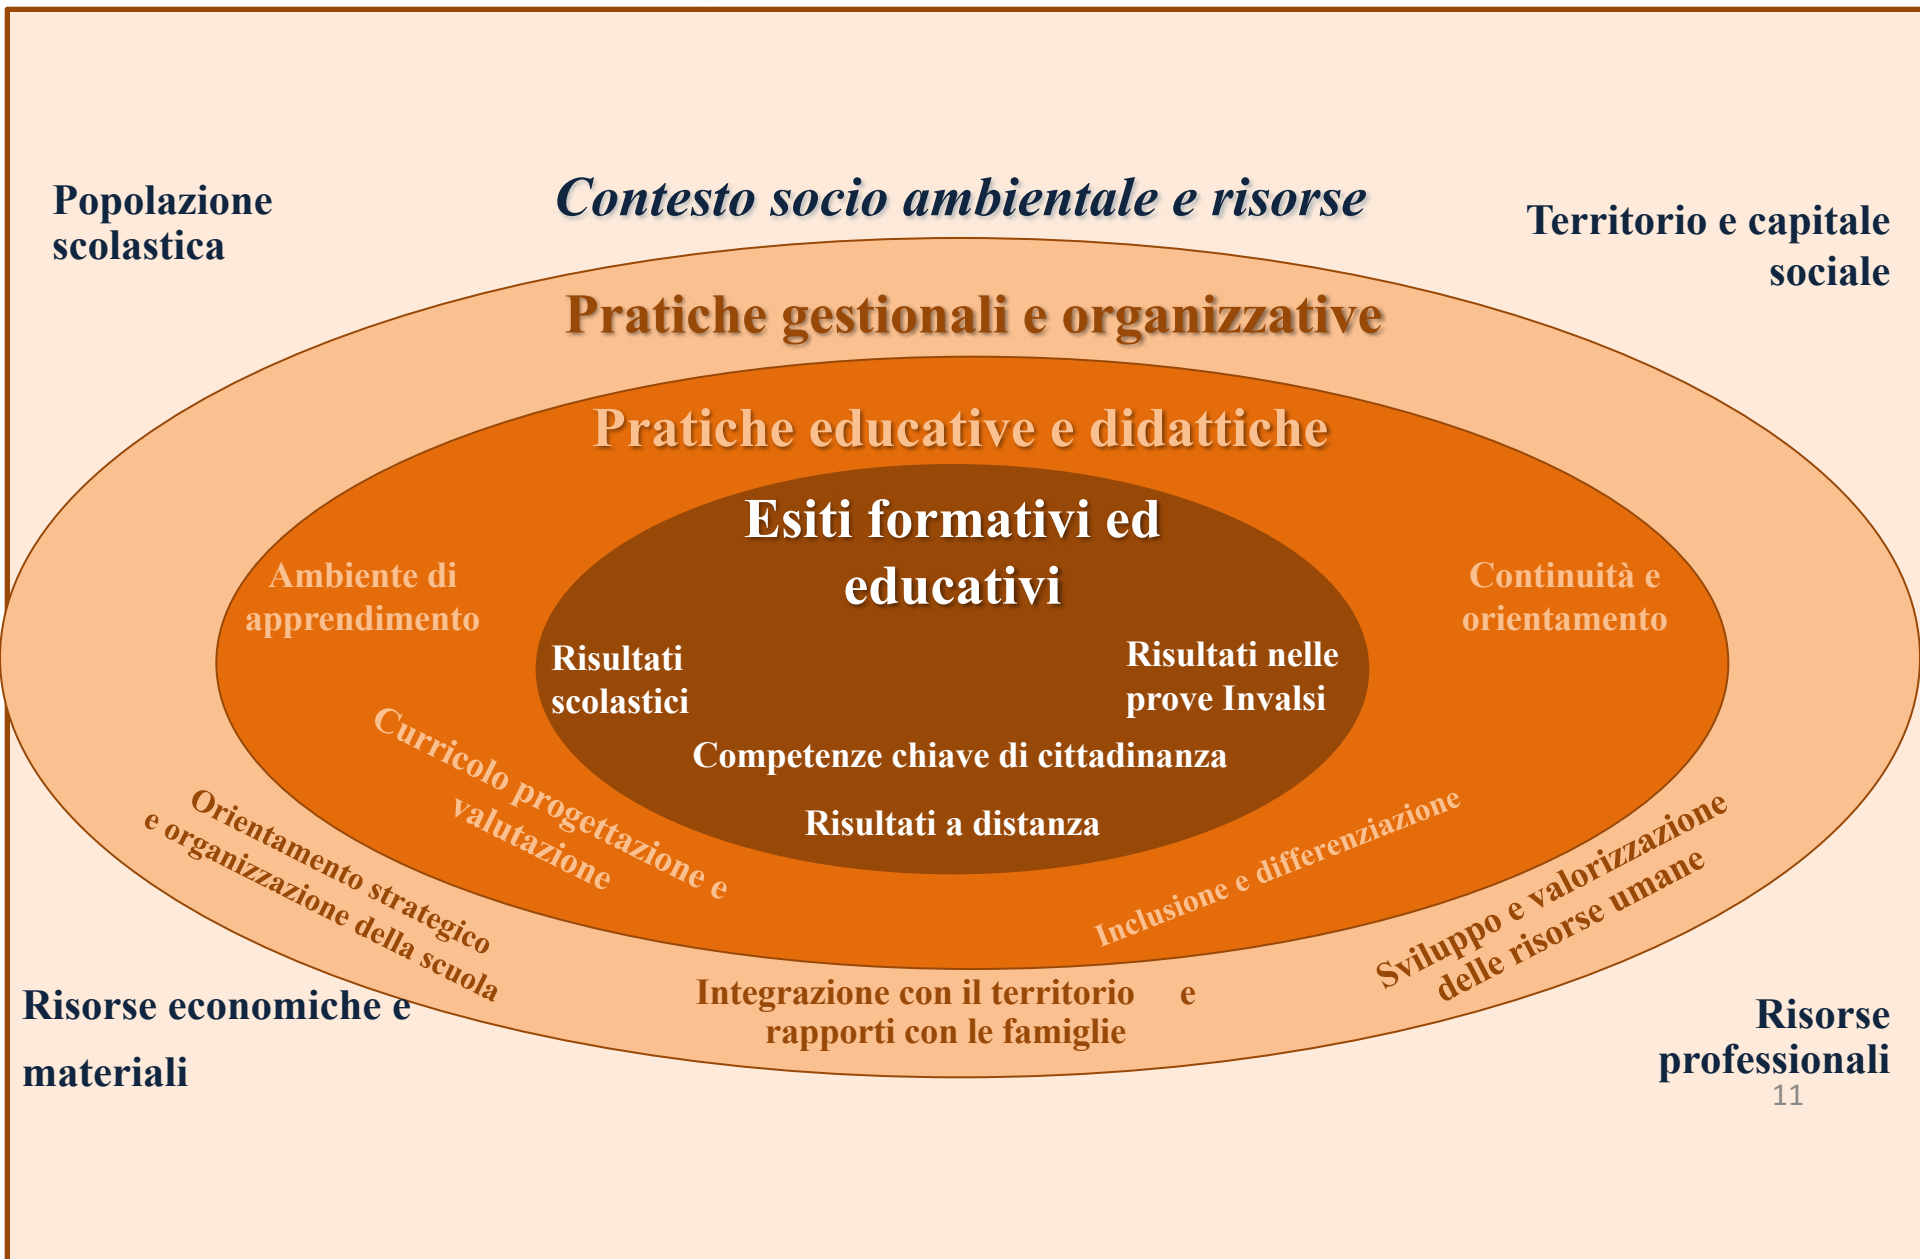 Contesto socio ambientale e risorse
Popolazione
scolastica
Territorio e capitale
sociale
Pratiche gestionali e organizzative
Pratiche educative e didattiche
Esiti formativi ed
educativi
Ambiente di
apprendimento
Continuità e
orientamento
Risultati
scolastici
Risultati nelle
prove Invalsi
Competenze chiave di cittadinanza
Risultati a distanza
Curricolo progettazione e
valutazione
Inclusione e differenziazione
Orientamento strategico
e organizzazione della scuola
Integrazione con il territorio e
rapporti con le famiglie
Sviluppo e valorizzazione
delle risorse umane
Risorse economiche e
materiali
Risorse
professionali
11